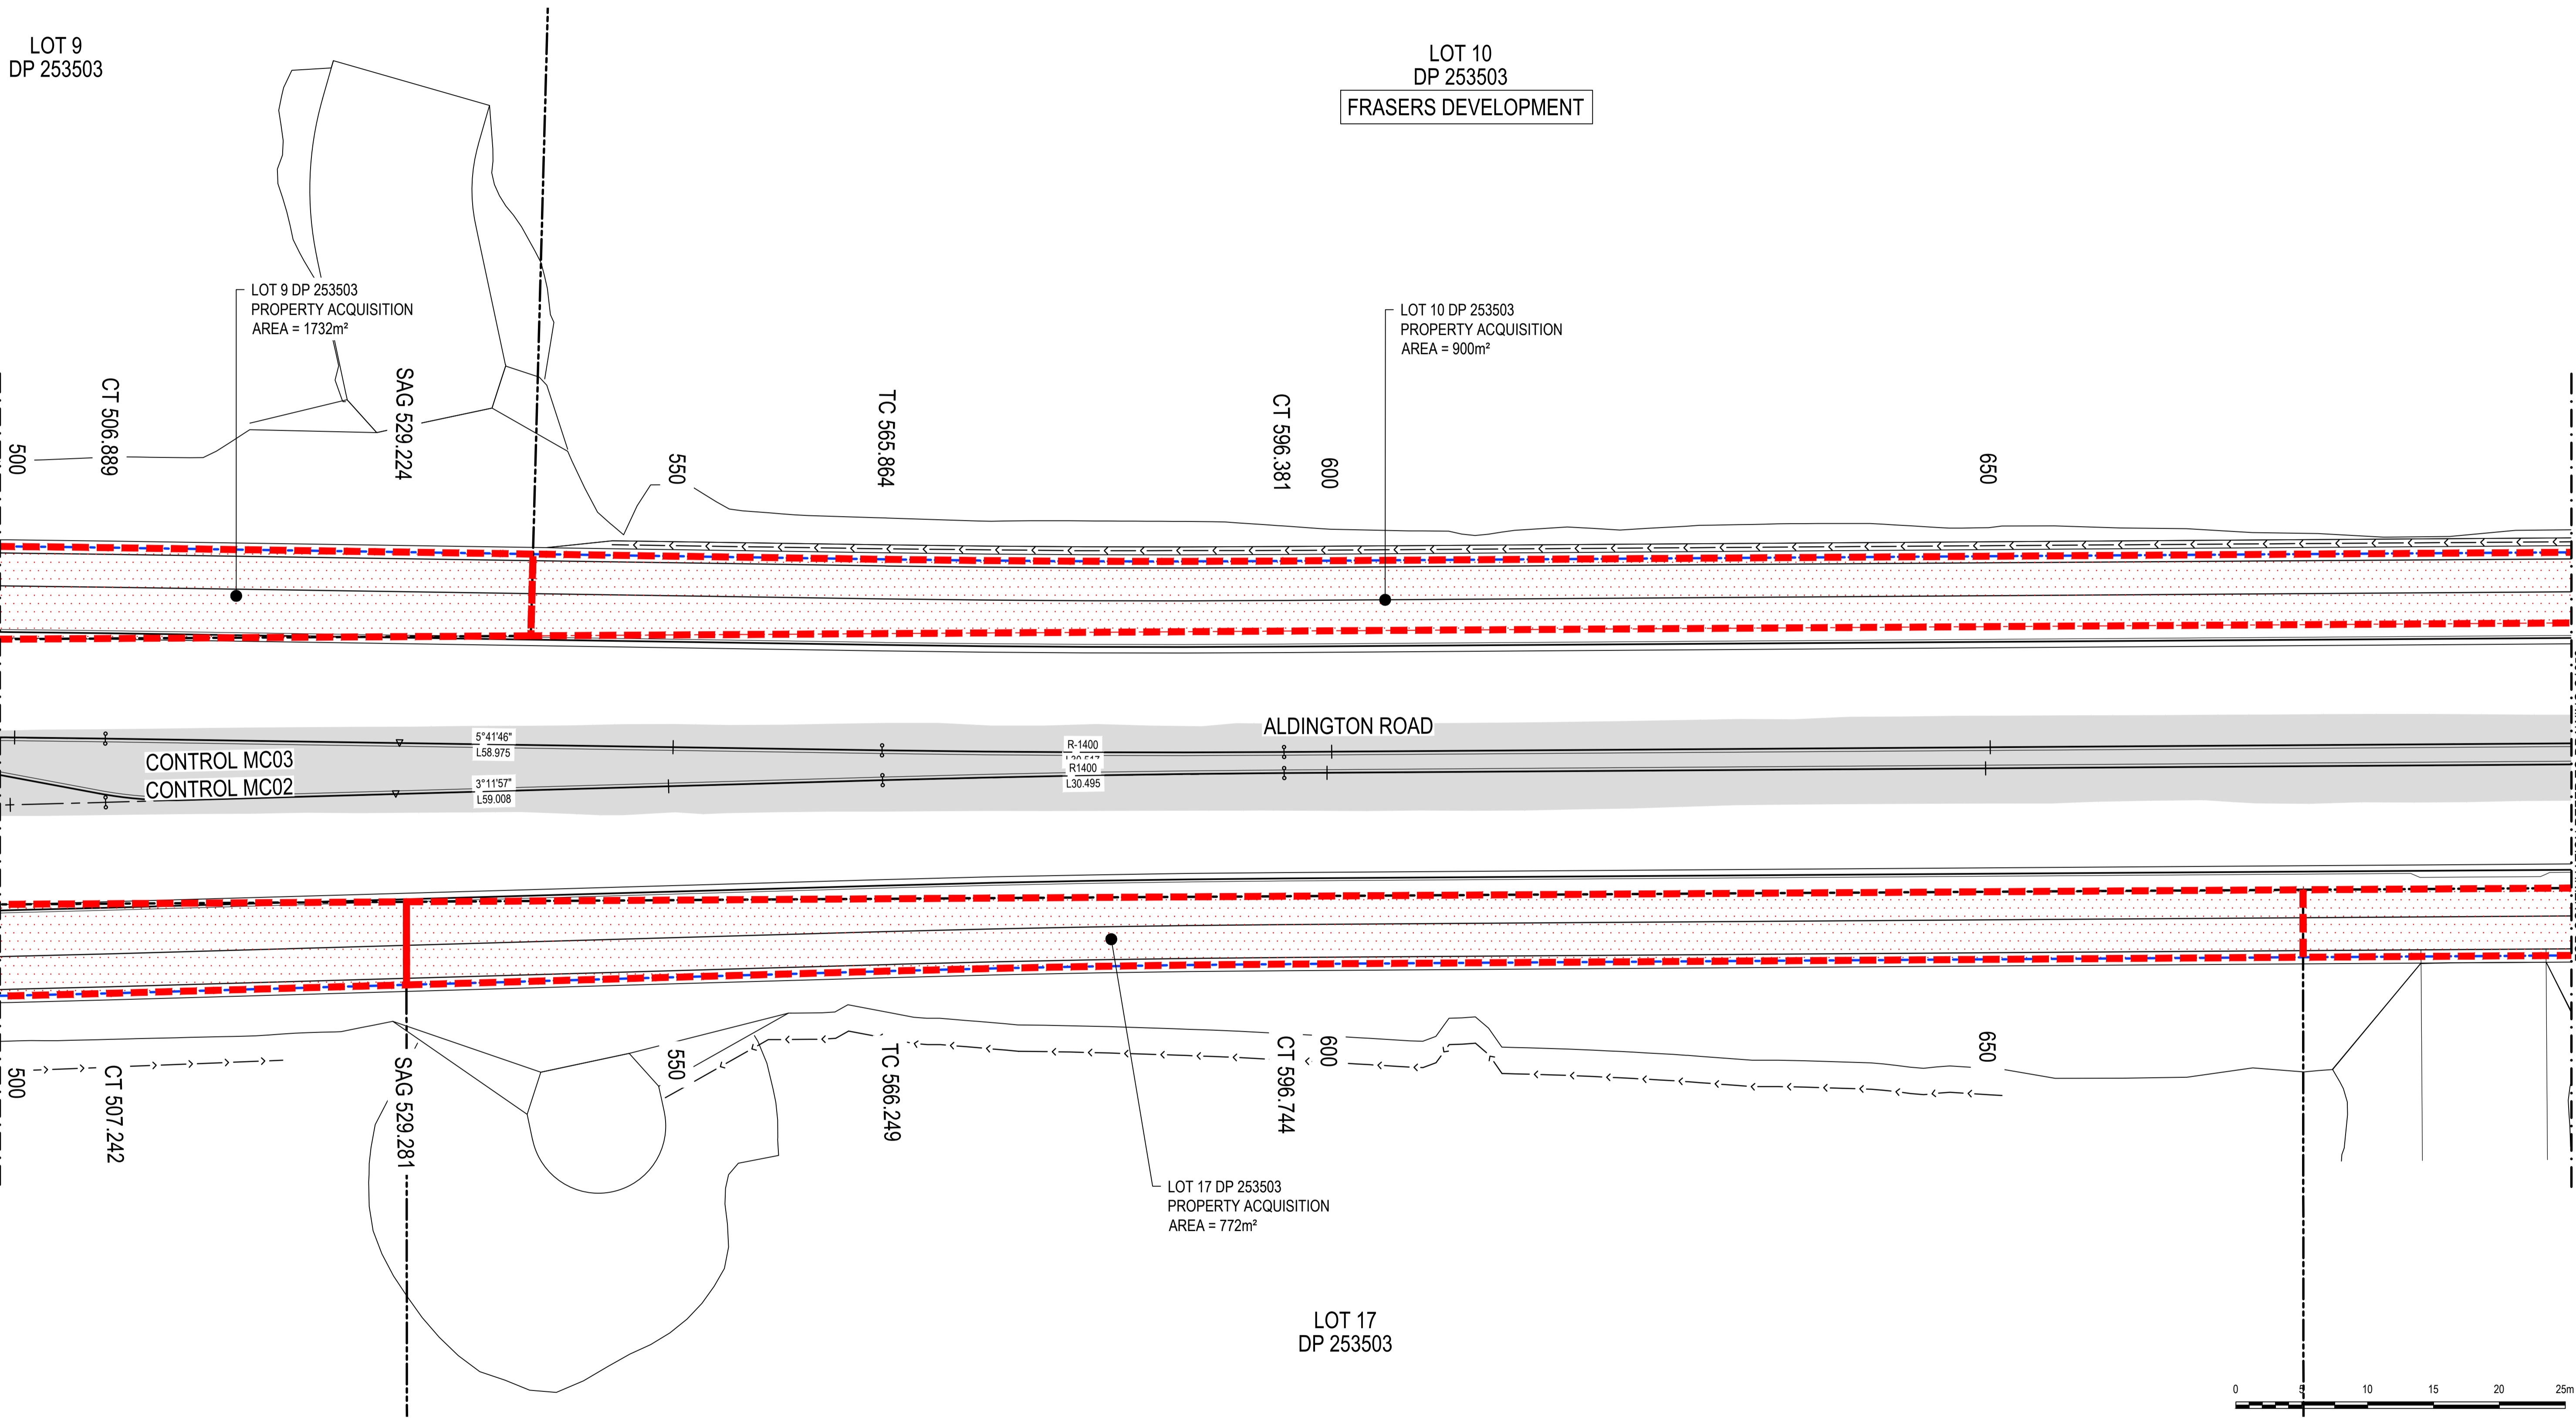 LOT 9
DP 253503
LOT 10
DP 253503
FRASERS DEVELOPMENT
LOT 9 DP 253503
PROPERTY ACQUISITION
AREA = 1732m²
LOT 10 DP 253503
PROPERTY ACQUISITION
AREA = 900m²
500
CT 506.889
SAG 529.224
550
TC 565.864
CT 596.381
600
650
ALDINGTON ROAD
CONTROL MC03
5°41'46"
L58.975
R-1400
L30.517
CONTROL MC02
3°11'57"
L59.008
R1400
L30.495
500
CT 507.242
SAG 529.281
550
TC 566.249
CT 596.744
600
650
LOT 17 DP 253503
PROPERTY ACQUISITION
AREA = 772m²
LOT 17
DP 253503
0 5 10 15 20 25m